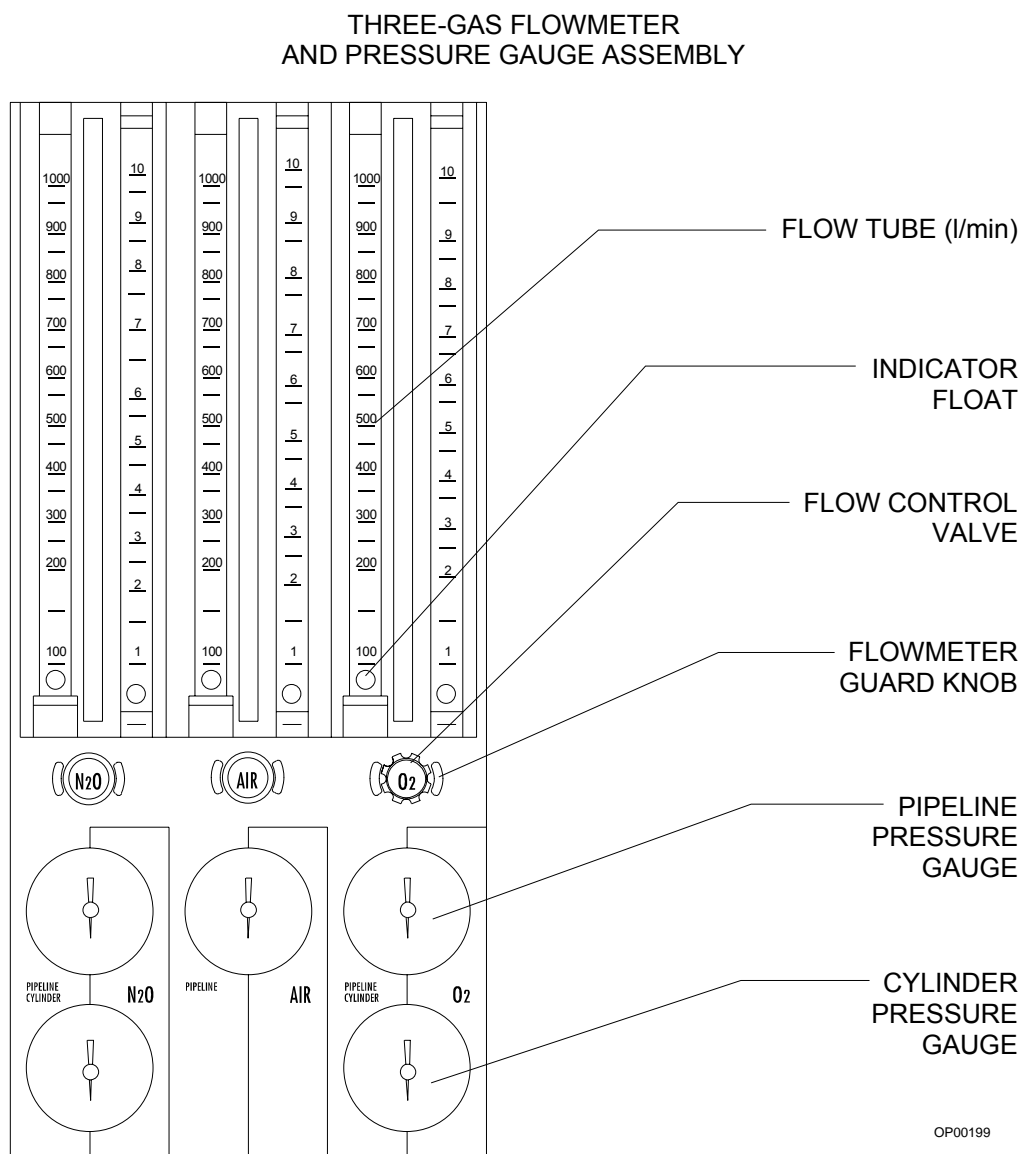 THREE-GAS FLOWMETER
AND PRESSURE GAUGE ASSEMBLY
1000
900
800
700
600
500
400
300
200
100
10
9
8
7
6
5
4
3
2
1
1000
900
800
700
600
500
400
300
200
100
10
9
8
7
6
5
4
3
2
1
1000
900
800
700
600
500
400
300
200
100
10
9
8
7
6
5
4
3
2
1
FLOW TUBE (l/min)
INDICATOR
FLOAT
FLOW CONTROL
VALVE
FLOWMETER
GUARD KNOB
N2O
AIR
O2
PIPELINE
PRESSURE
GAUGE
PIPELINE
CYLINDER
N2O
PIPELINE
AIR
PIPELINE
CYLINDER
O2
CYLINDER
PRESSURE
GAUGE
OP00199